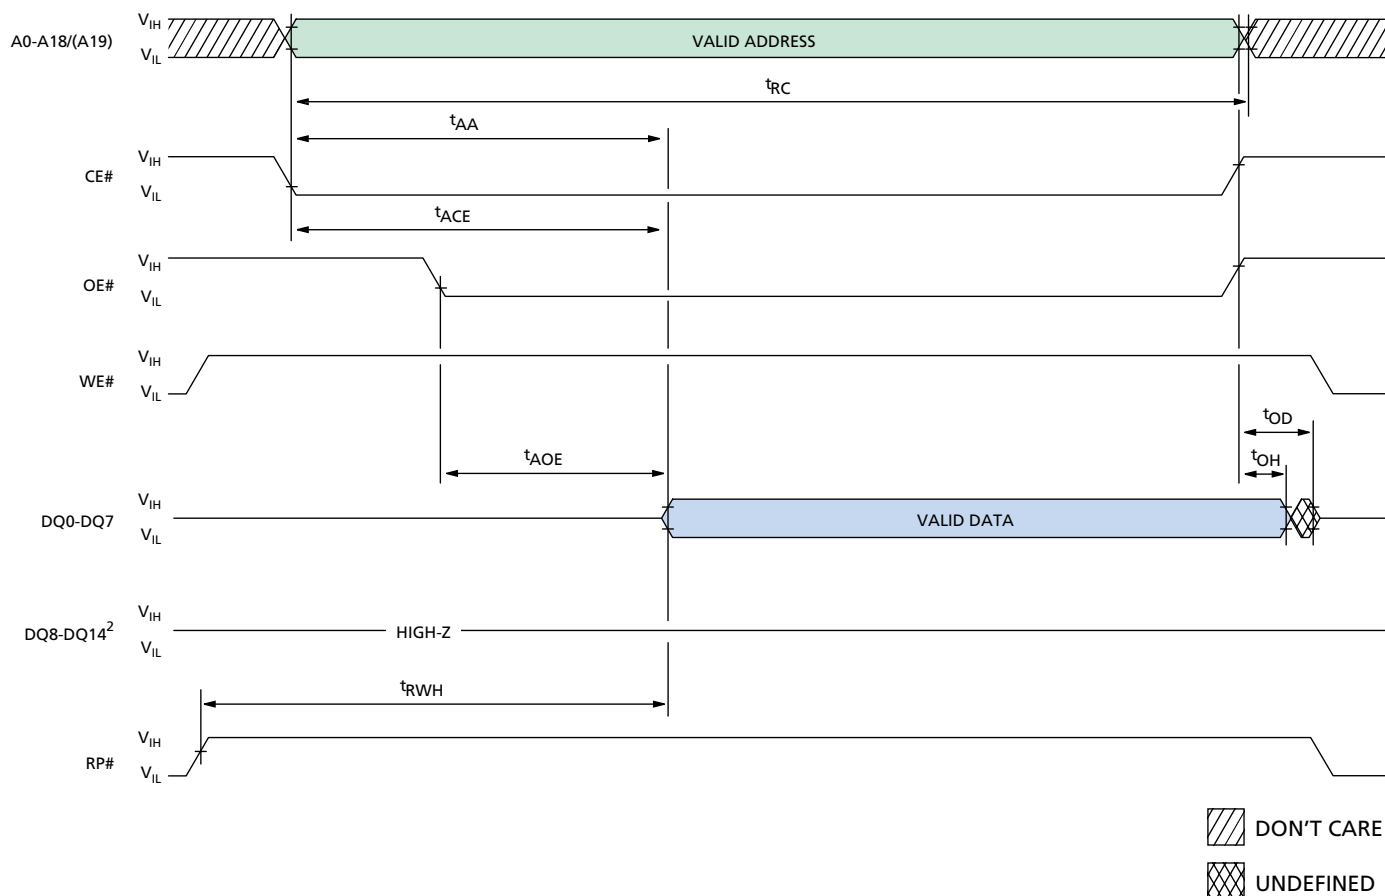 A0-A18/(A19)
VIH
VIL
VALID ADDRESS
tRC
tAA
CE#
VIH
VIL
tACE
OE#
VIH
VIL
WE#
VIH
VIL
tOD
tAOE
tOH
DQ0-DQ7
VIH
VIL
VALID DATA
DQ8-DQ14²
VIH
VIL
HIGH-Z
tRWH
RP#
VIH
VIL
DON'T CARE
UNDEFINED